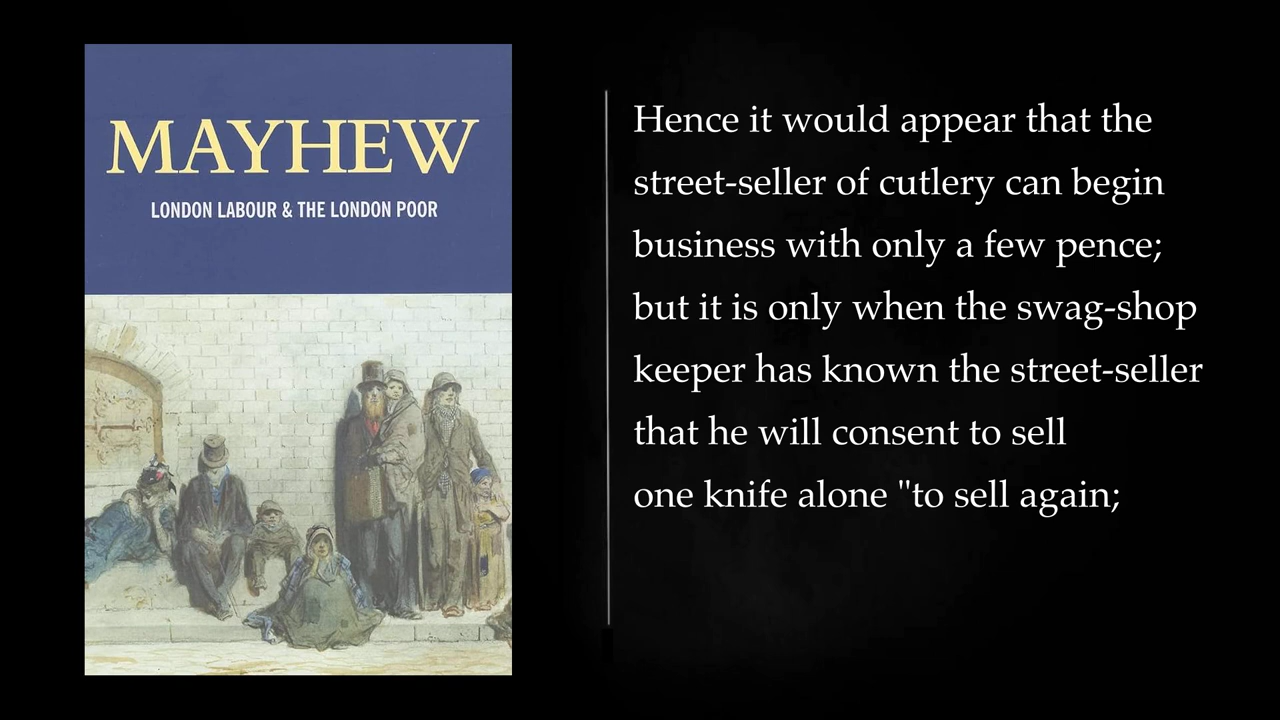 MAYHEW
LONDON LABOUR & THE LONDON POOR
Hence it would appear that the
street-seller of cutlery can begin
business with only a few pence;
but it is only when the swag-shop
keeper has known the street-seller
that he will consent to sell
one knife alone "to sell again;